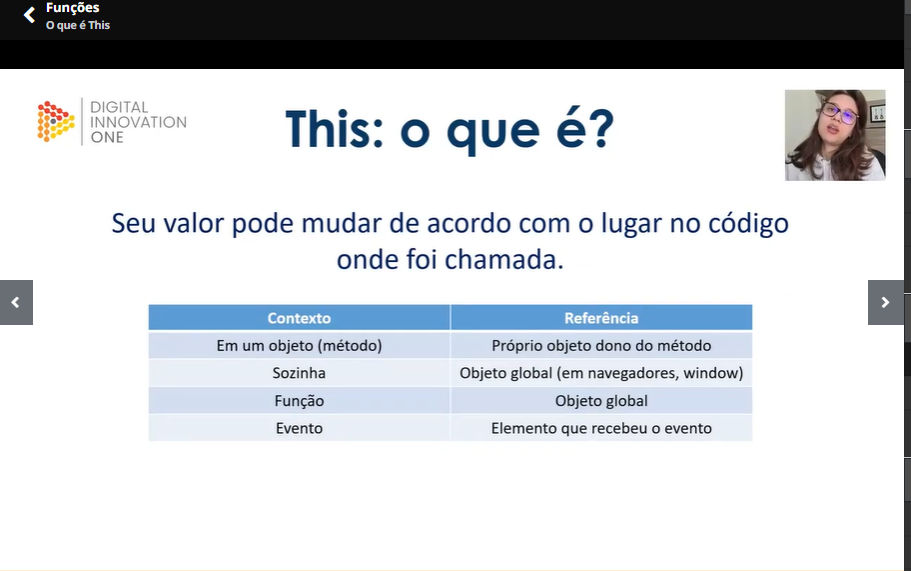 Funções
O que é This
DIGITAL
INNOVATION
ONE
This: o que é?
Seu valor pode mudar de acordo com o lugar no código
onde foi chamada.
Contexto Referência
Em um objeto (método) Próprio objeto dono do método
Sozinha Objeto global (em navegadores, window)
Função Objeto global
Evento Elemento que recebeu o evento